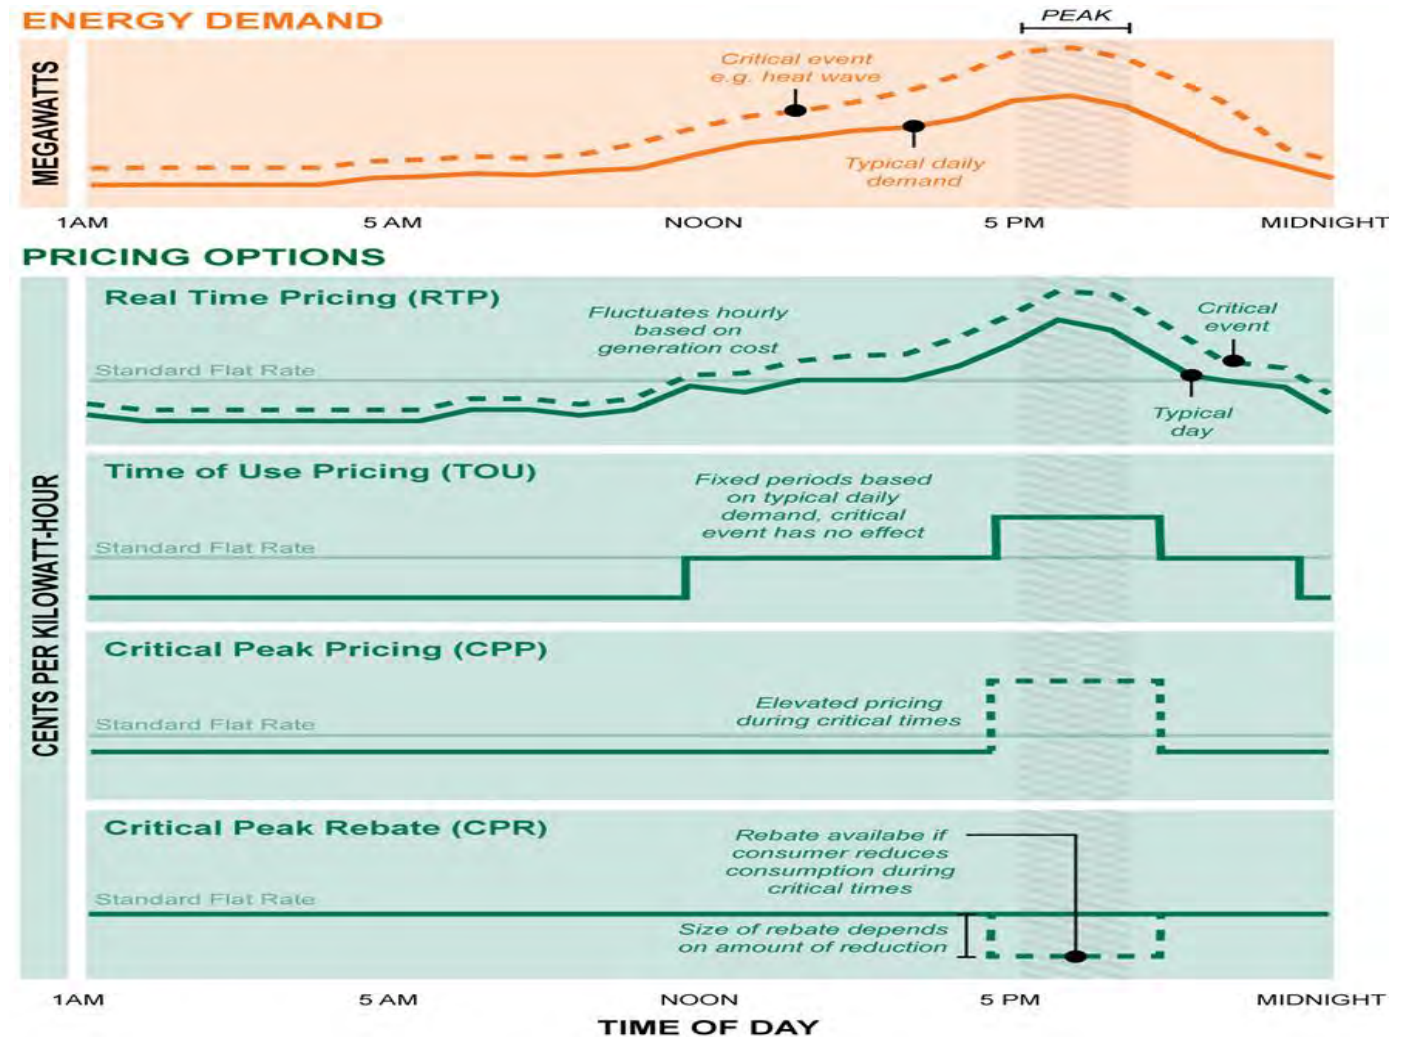 ENERGY DEMAND
PEAK
MEGAWATTS
Critical event
e.g. heat wave
Typical daily
demand
1AM 5 AM NOON 5 PM MIDNIGHT
PRICING OPTIONS
CENTS PER KILOWATT-HOUR
Real Time Pricing (RTP)
Fluctuates hourly
based on
generation cost
Critical
event
Standard Flat Rate
Typical
day
Time of Use Pricing (TOU)
Fixed periods based
on typical daily
demand, critical
event has no effect
Standard Flat Rate
Critical Peak Pricing (CPP)
Elevated pricing
during critical times
Standard Flat Rate
Critical Peak Rebate (CPR)
Rebate availabe if
consumer reduces
consumption during
critical times
Standard Flat Rate
Size of rebate depends
on amount of reduction
1AM 5 AM NOON 5 PM MIDNIGHT
TIME OF DAY